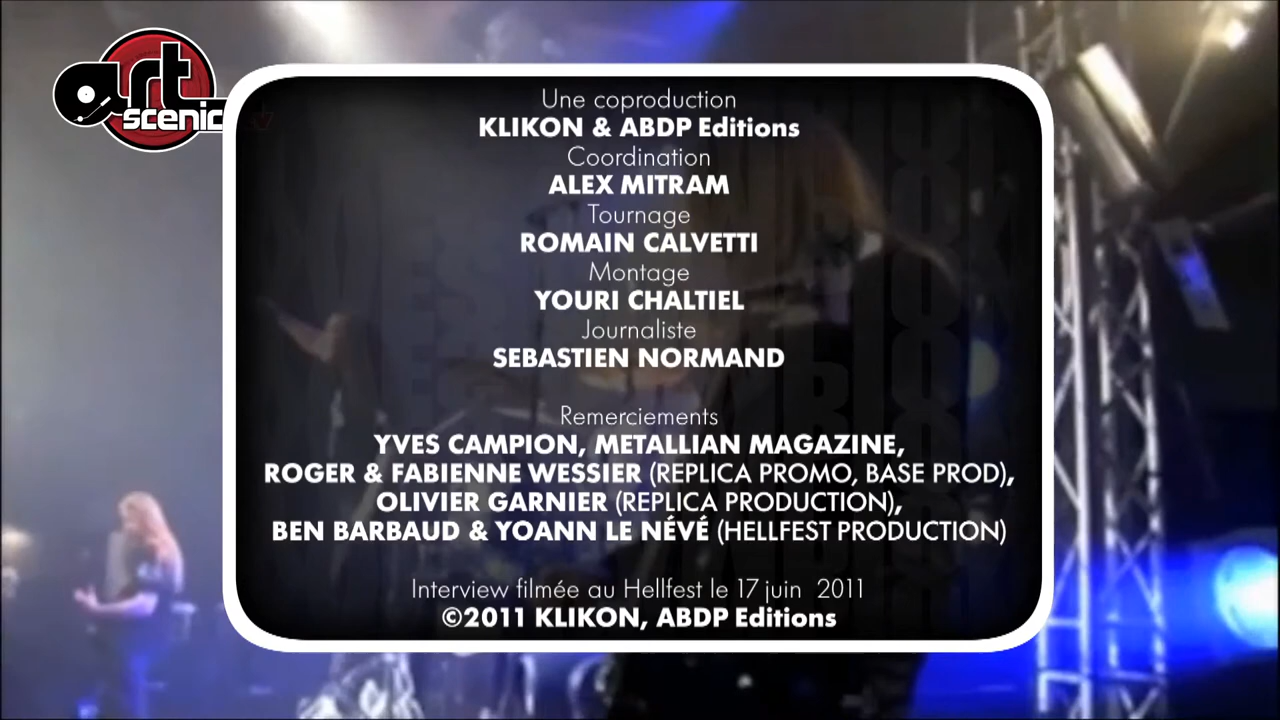 art
scenic
Une coproduction
KLIKON & ABDP Editions
Coordination
ALEX MITRAM
Tournage
ROMAIN CALVETTI
Montage
YOURI CHALTIEL
Journaliste
SEBASTIEN NORMAND
Remerciements
YVES CAMPION, METALLIAN MAGAZINE,
ROGER & FABIENNE WESSIER (REPLICA PROMO, BASE PROD),
OLIVIER GARNIER (REPLICA PRODUCTION),
BEN BARBAUD & YOANN LE NÉVÉ (HELLFEST PRODUCTION)
Interview filmée au Hellfest le 17 juin 2011
©2011 KLIKON, ABDP Editions